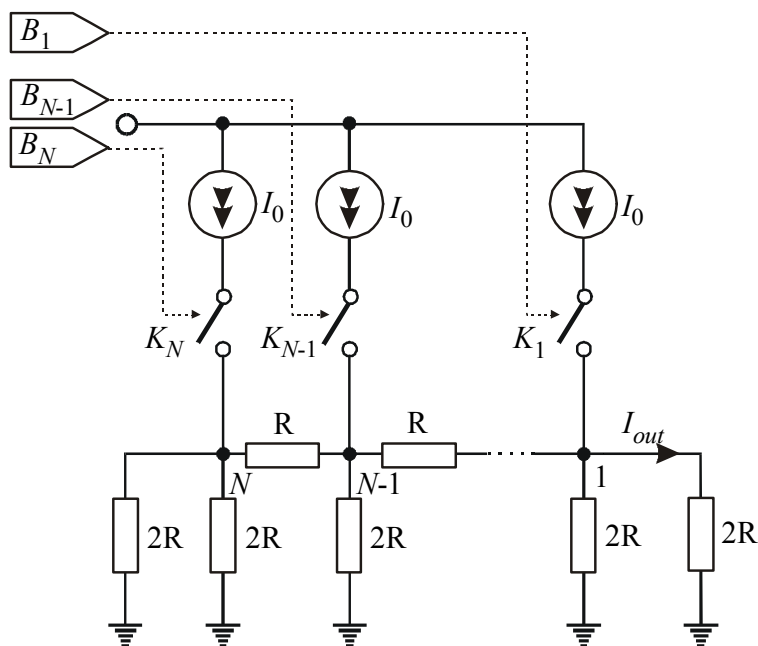 B1
BN-1
BN
I0 I0 I0
KN KN-1 K1
R R Iout
N N-1 1
2R 2R 2R 2R 2R